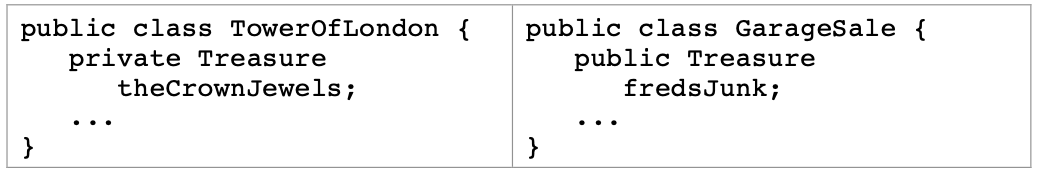 public class TowerOfLondon {
private Treasure
theCrownJewels;
...
}
public class GarageSale {
public Treasure
fredsJunk;
...
}